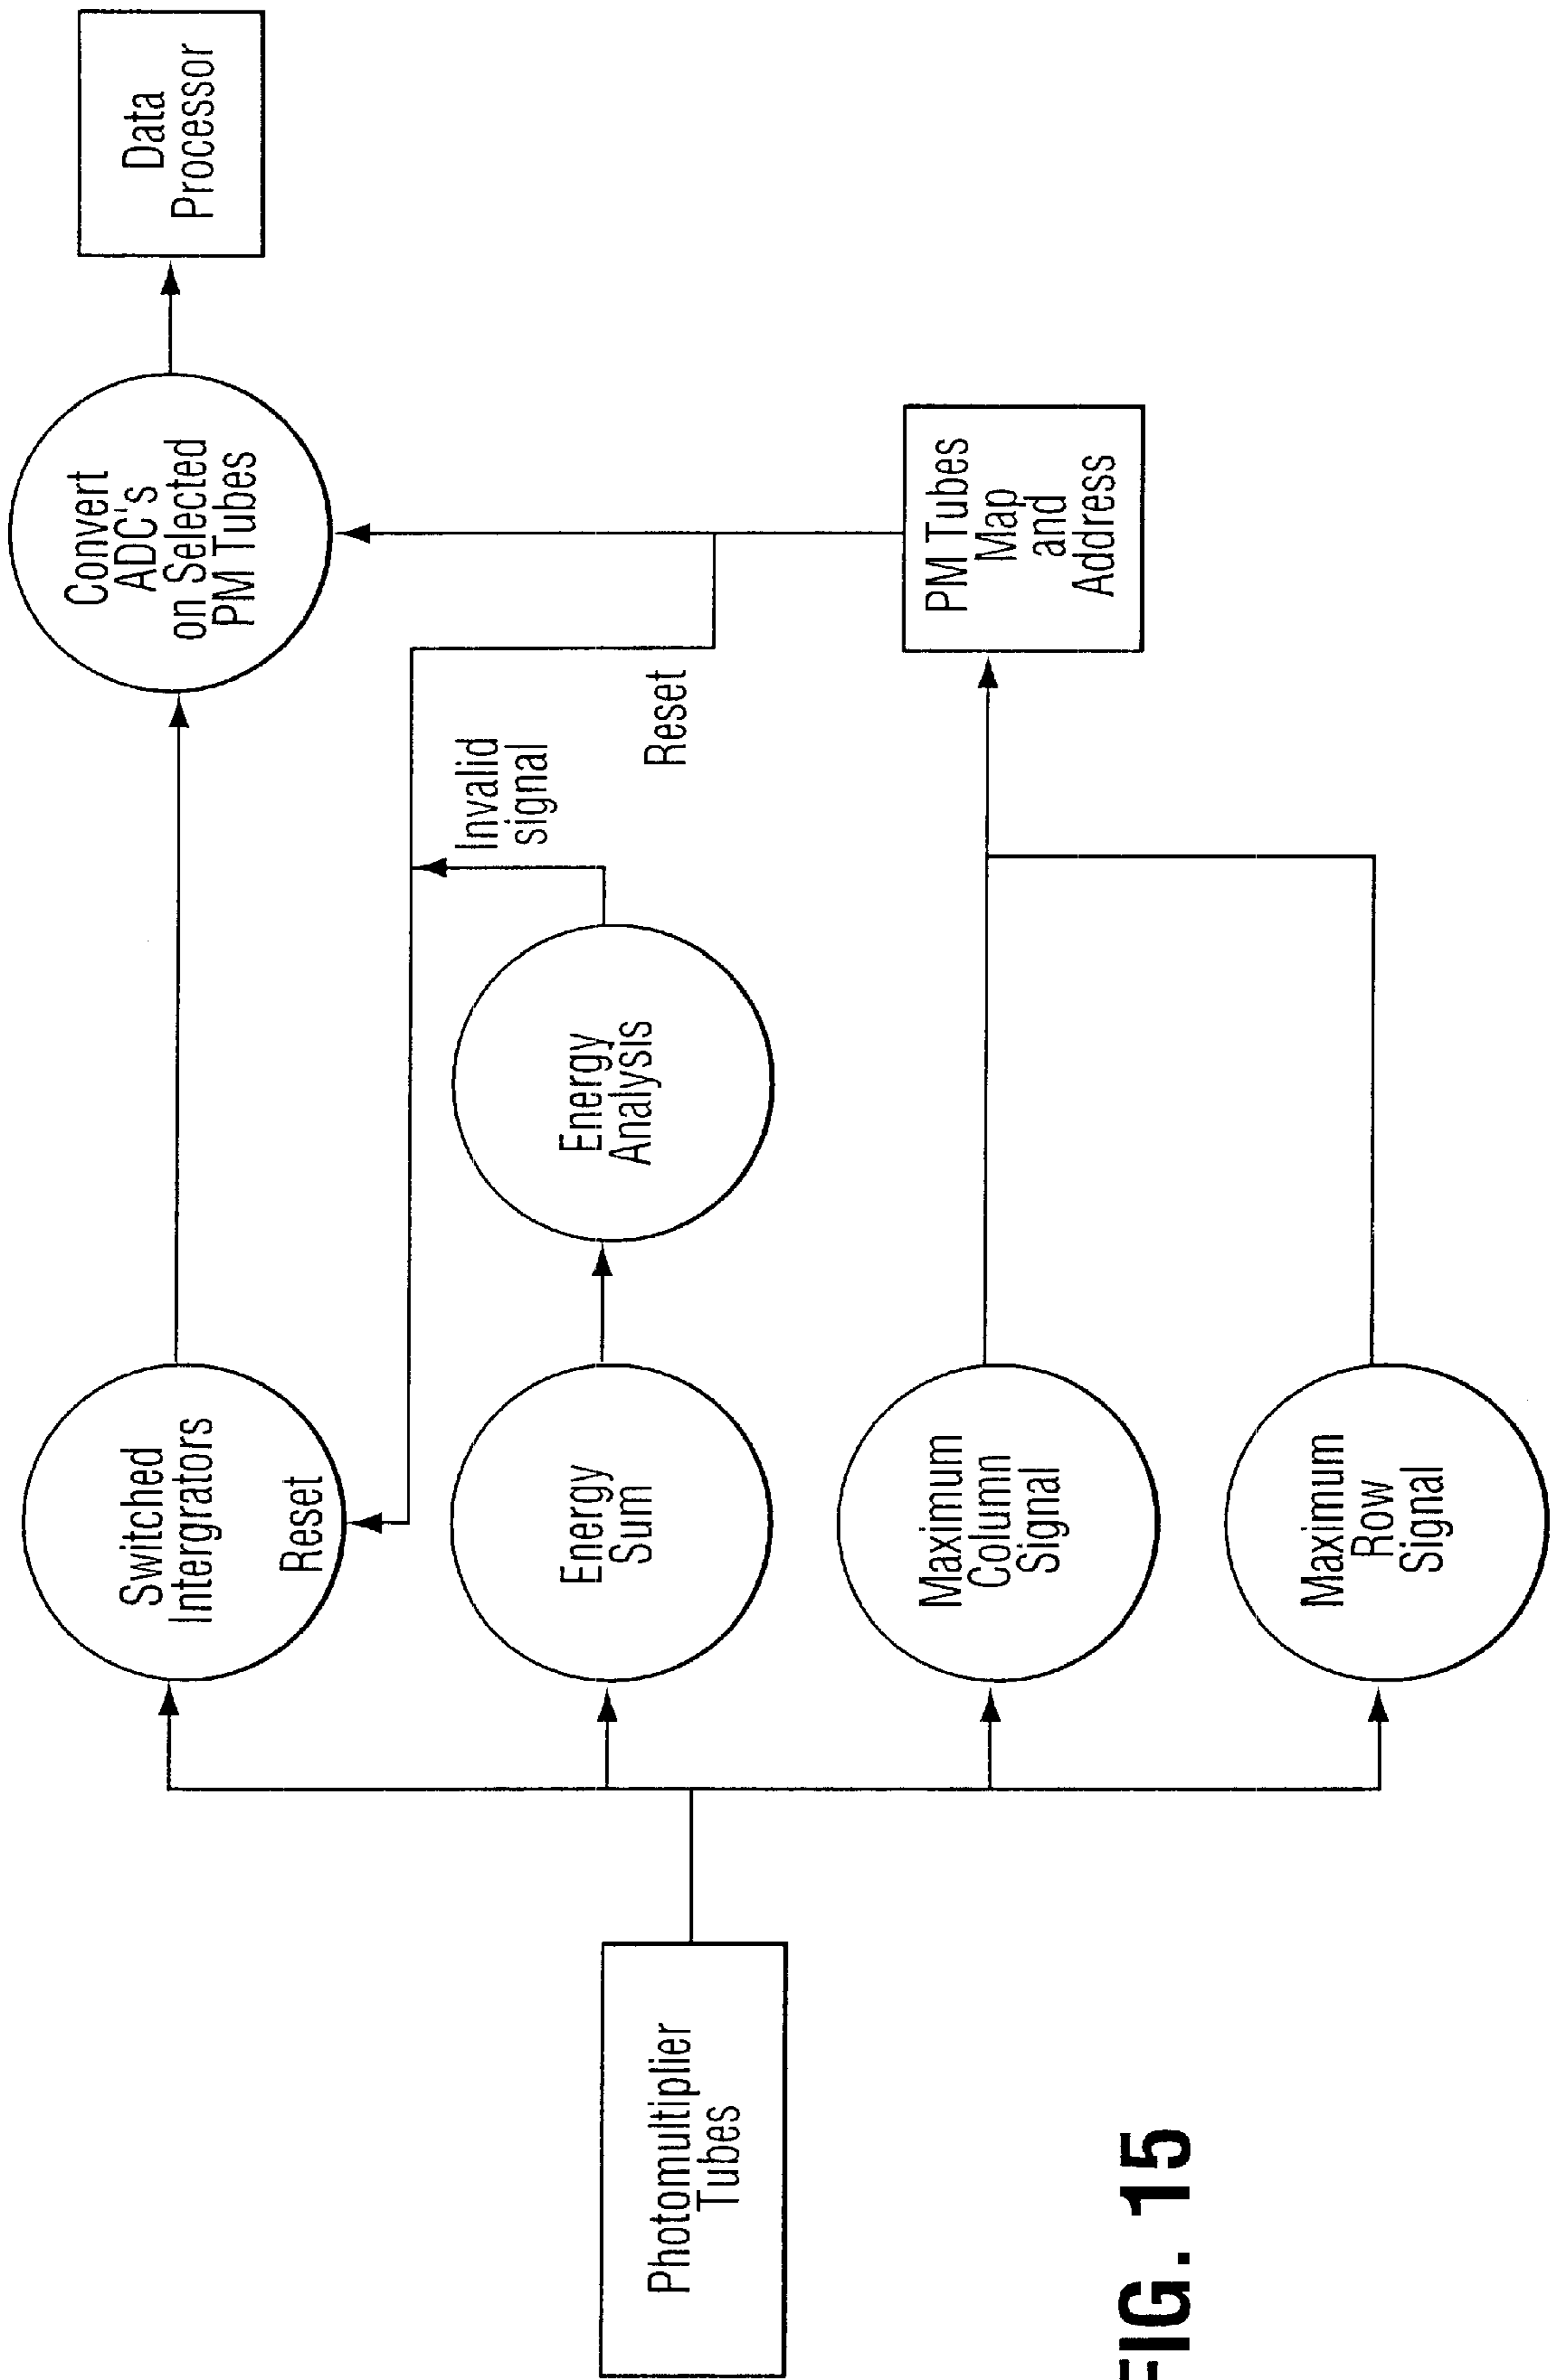 Photomultiplier
Tubes
Switched
Intergrators
Reset
Energy
Sum
Maximum
Column
Signal
Maximum
Row
Signal
Energy
Analysis
Invalid
signal
Reset
Convert
ADC's
on Selected
PM Tubes
PM Tubes
Map
and
Address
Data
Processor
FIG. 15